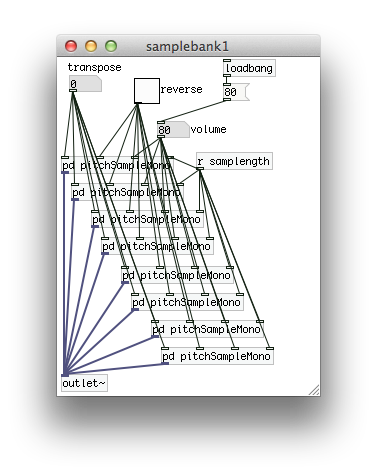 samplebank1
transpose
loadbang
0
reverse
80
80
volume
r samplength
pd pitchSampleMono
pd pitchSampleMono
pd pitchSampleMono
pd pitchSampleMono
pd pitchSampleMono
pd pitchSampleMono
pd pitchSampleMono
pd pitchSampleMono
outlet~